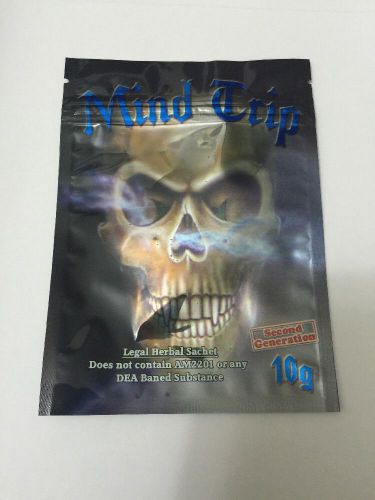 Mind Trip
Second
Generation
10g
Legal Herbal Sachet
Does not contain AM2201 or any
DEA Baned Substance